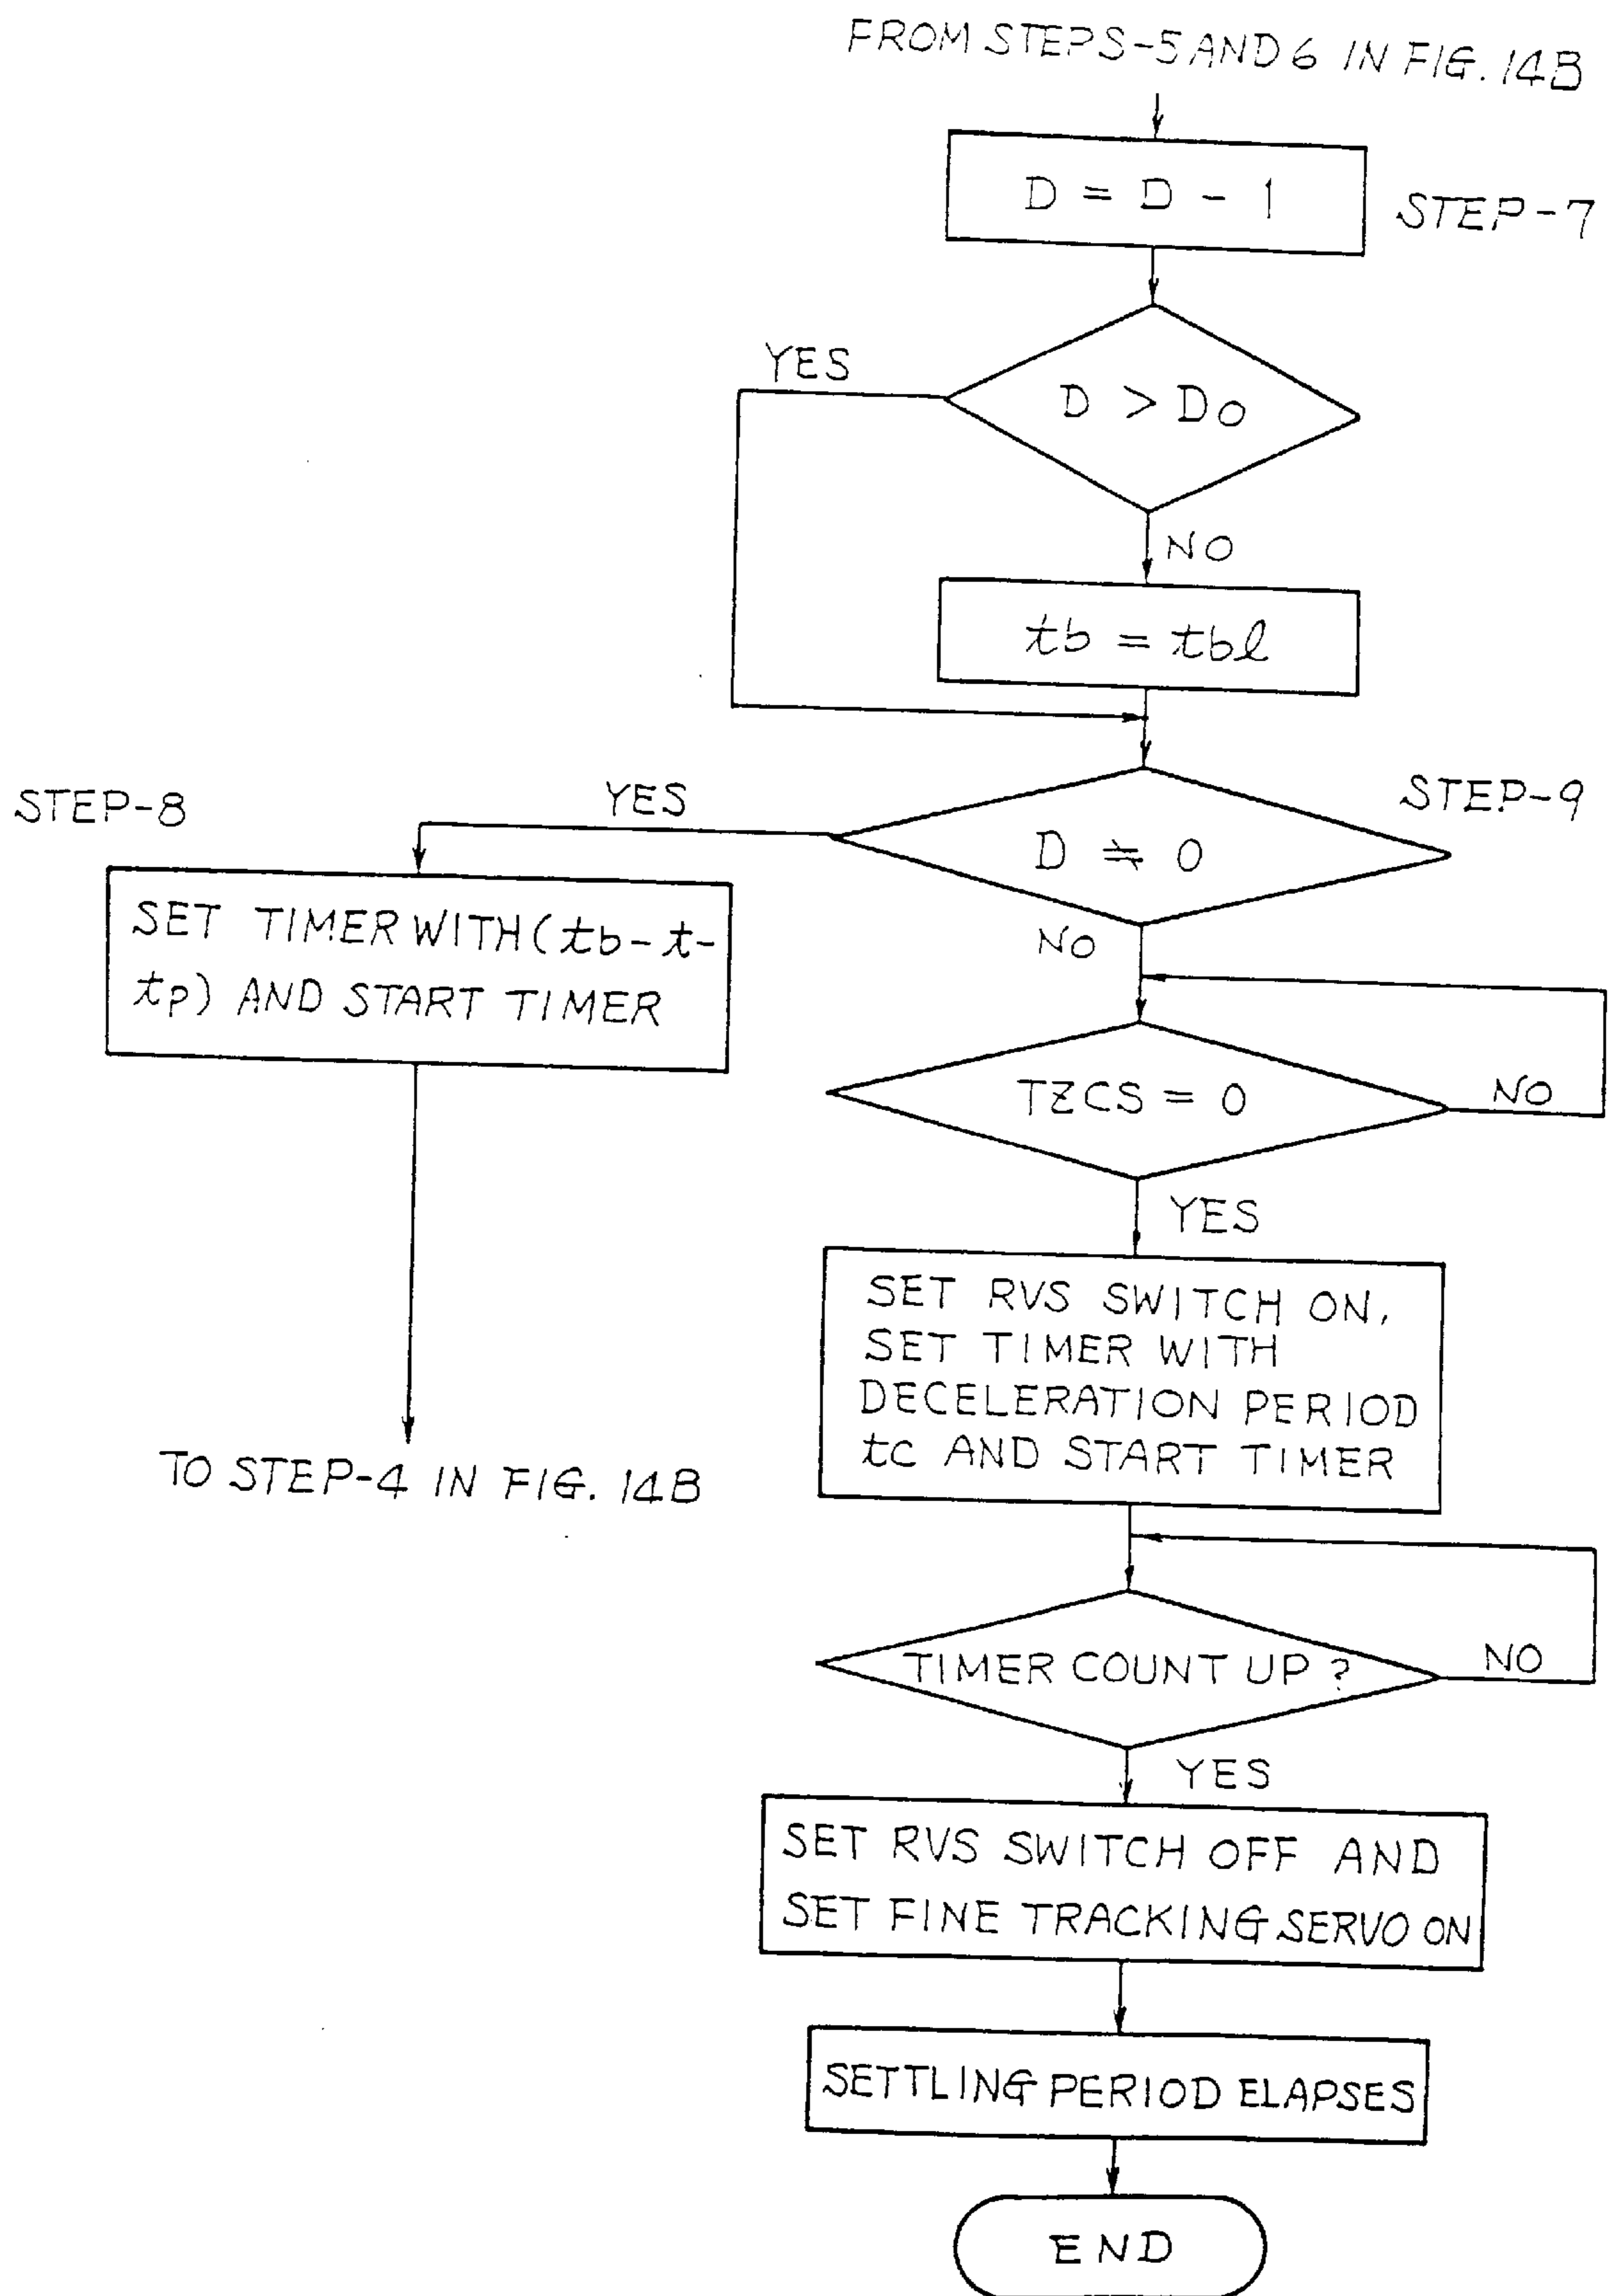 FROM STEPS-5 AND 6 IN FIG. 14B
D = D - 1
STEP-7
D > Do
YES
NO
tb = tbl
STEP-8
YES
STEP-9
D ≠ 0
SET TIMER WITH (tb-t-
tp) AND START TIMER
NO
TZCS = 0
NO
YES
SET RVS SWITCH ON,
SET TIMER WITH
DECELERATION PERIOD
tc AND START TIMER
TO STEP-4 IN FIG. 14B
TIMER COUNT UP ?
NO
YES
SET RVS SWITCH OFF AND
SET FINE TRACKING SERVO ON
SETTLING PERIOD ELAPSES
END